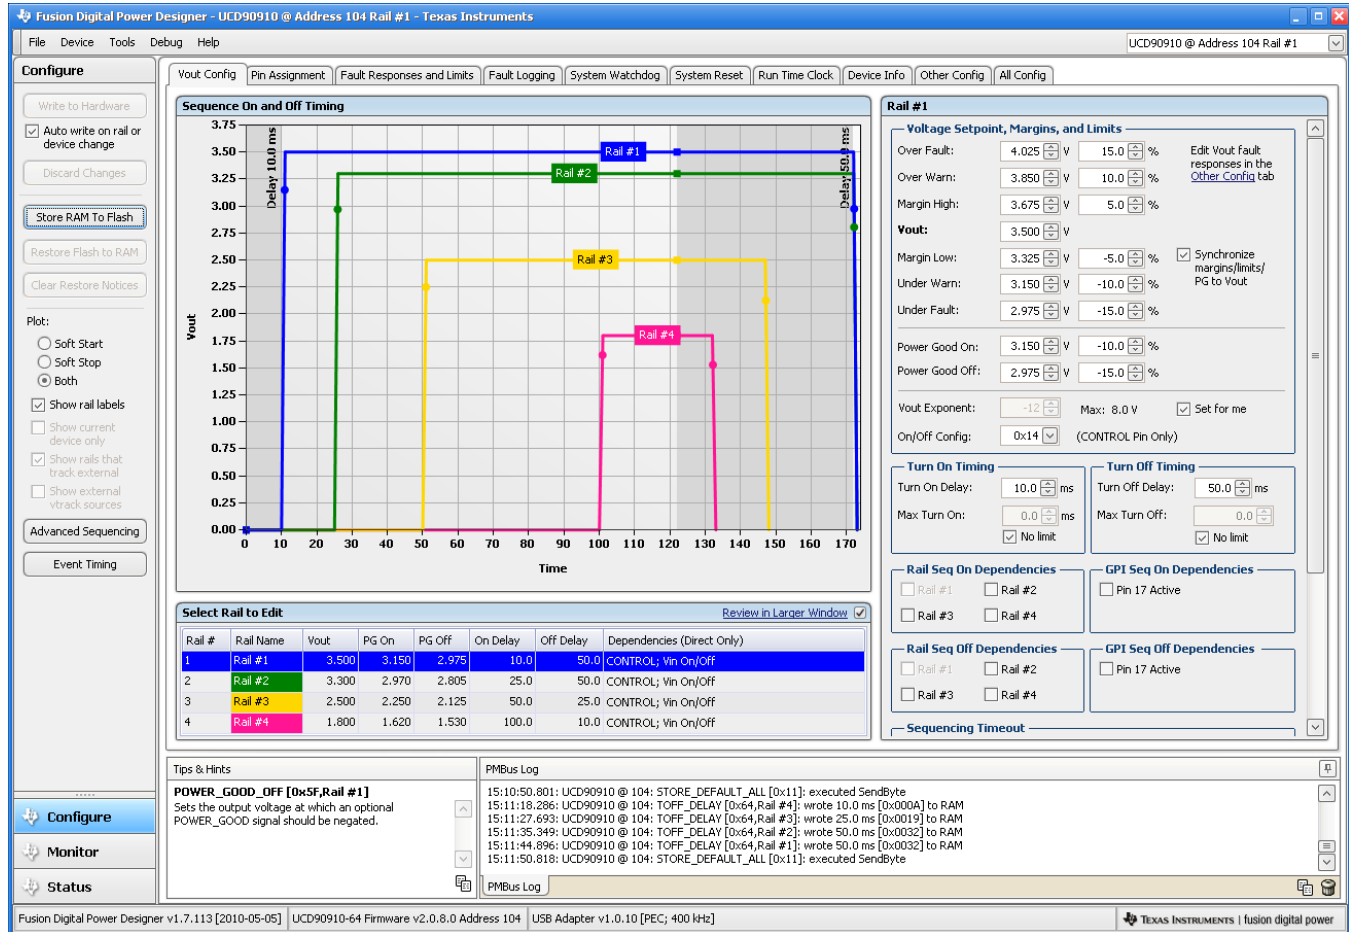 Fusion Digital Power Designer - UCD90910 @ Address 104 Rail #1 - Texas Instruments
File Device Tools Debug Help
UCD90910 @ Address 104 Rail #1
Configure
Write to Hardware
Auto write on rail or
device change
Discard Changes
Store RAM To Flash
Restore Flash to RAM
Clear Restore Notices
Plot:
Soft Start
Soft Stop
Both
Show rail labels
Show current
device only
Show rails that
track external
Show external
vtrack sources
Advanced Sequencing
Event Timing
Configure
Monitor
Status
Vout Config Pin Assignment Fault Responses and Limits Fault Logging System Watchdog System Reset Run Time Clock Device Info Other Config All Config
Sequence On and Off Timing
Vout
3.75
3.50
3.25
3.00
2.75
2.50
2.25
2.00
1.75
1.50
1.25
1.00
0.75
0.50
0.25
0.00
Delay 10.0 ms
Delay 50.0 ms
Rail #1
Rail #2
Rail #3
Rail #4
0 10 20 30 40 50 60 70 80 90 100 110 120 130 140 150 160 170
Time
Select Rail to Edit
Review in Larger Window
Rail # Rail Name Vout PG On PG Off On Delay Off Delay Dependencies (Direct Only)
1 Rail #1 3.500 3.150 2.975 10.0 50.0 CONTROL; Vin On/Off
2 Rail #2 3.300 2.970 2.805 25.0 50.0 CONTROL; Vin On/Off
3 Rail #3 2.500 2.250 2.125 50.0 25.0 CONTROL; Vin On/Off
4 Rail #4 1.800 1.620 1.530 100.0 10.0 CONTROL; Vin On/Off
Rail #1
Voltage Setpoint, Margins, and Limits
Over Fault: 4.025 V 15.0 %
Over Warn: 3.850 V 10.0 %
Margin High: 3.675 V 5.0 %
Vout: 3.500 V
Margin Low: 3.325 V -5.0 %
Under Warn: 3.150 V -10.0 %
Under Fault: 2.975 V -15.0 %
Edit Vout fault
responses in the
Other Config tab
Synchronize
margins/limits/
PG to Vout
Power Good On: 3.150 V -10.0 %
Power Good Off: 2.975 V -15.0 %
Vout Exponent: -12 Max: 8.0 V Set for me
On/Off Config: 0x14 (CONTROL Pin Only)
Turn On Timing
Turn On Delay: 10.0 ms
Max Turn On: 0.0 ms
No limit
Turn Off Timing
Turn Off Delay: 50.0 ms
Max Turn Off: 0.0
No limit
Rail Seq On Dependencies
Rail #1 Rail #2
Rail #3 Rail #4
GPI Seq On Dependencies
Pin 17 Active
Rail Seq Off Dependencies
Rail #1 Rail #2
Rail #3 Rail #4
GPI Seq Off Dependencies
Pin 17 Active
Sequencing Timeout
Tips & Hints
POWER_GOOD_OFF [0x5F,Rail #1]
Sets the output voltage at which an optional
POWER_GOOD signal should be negated.
PMBus Log
15:10:50.801: UCD90910 @ 104: STORE_DEFAULT_ALL [0x11]: executed SendByte
15:11:18.286: UCD90910 @ 104: TOFF_DELAY [0x64,Rail #4]: wrote 10.0 ms [0x000A] to RAM
15:11:27.693: UCD90910 @ 104: TOFF_DELAY [0x64,Rail #3]: wrote 25.0 ms [0x0019] to RAM
15:11:35.349: UCD90910 @ 104: TOFF_DELAY [0x64,Rail #2]: wrote 50.0 ms [0x0032] to RAM
15:11:44.896: UCD90910 @ 104: TOFF_DELAY [0x64,Rail #1]: wrote 50.0 ms [0x0032] to RAM
15:11:50.818: UCD90910 @ 104: STORE_DEFAULT_ALL [0x11]: executed SendByte
PMBus Log
Fusion Digital Power Designer v1.7.113 [2010-05-05] UCD90910-64 Firmware v2.0.8.0 Address 104 USB Adapter v1.0.10 [PEC; 400 kHz]
TEXAS INSTRUMENTS | fusion digital power